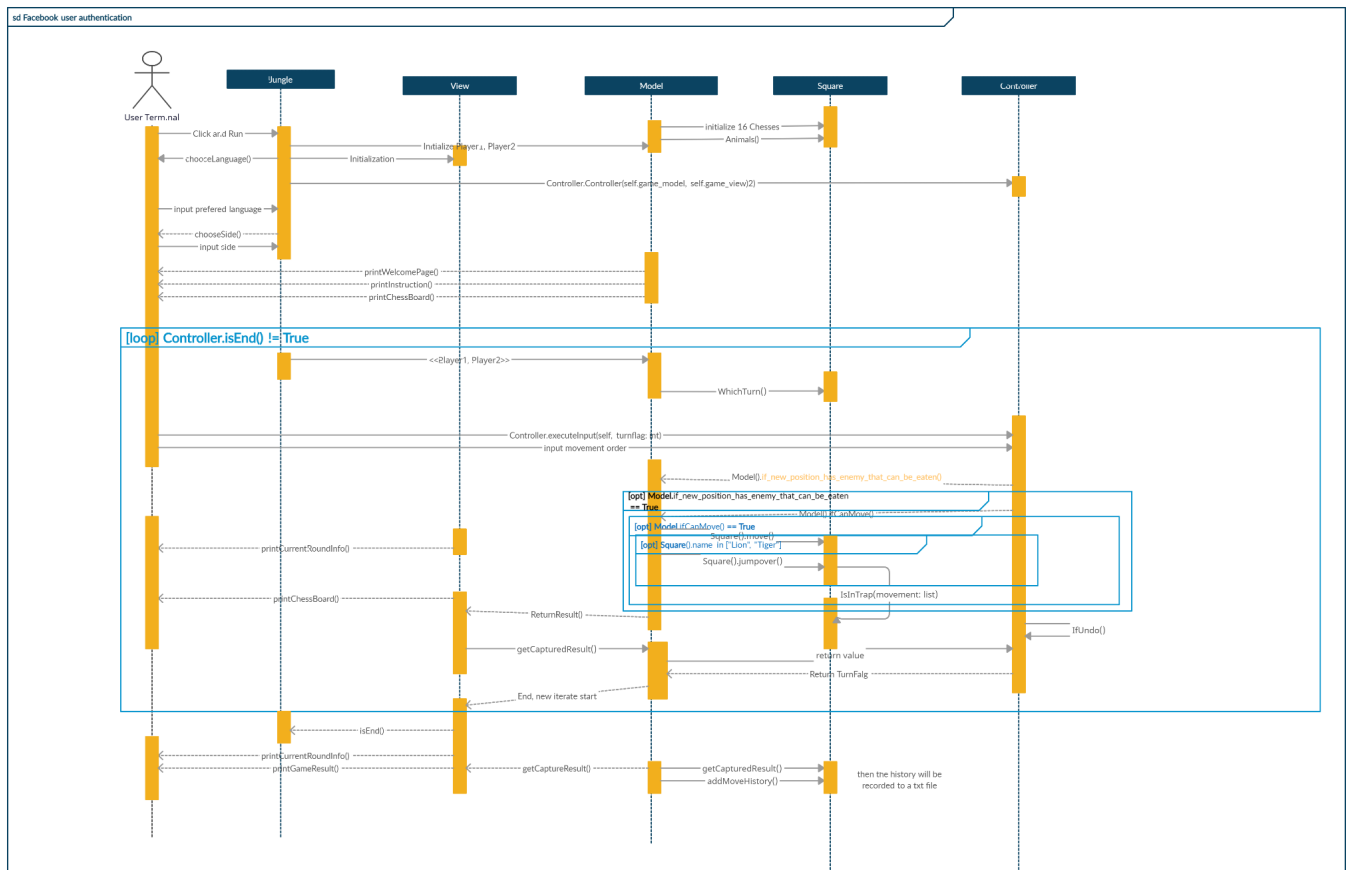 sd Facebook user authentication
Jungle
View
Model
Square
Controller
User Term.nal
Click and Run
initialize 16 Chesses
Animals()
Initialize Player1, Player2
chooceLanguage()
Initialization
Controller.Controller(self.game_model, self.game_view)2)
input prefered language
chooseSide()
input side
printWelcomePage()
printInstruction()
printChessBoard()
[loop] Controller.isEnd() != True
<<Player1, Player2>>
WhichTurn()
Controller.executeInput(self, turnflag: int)
input movement order
Model().if_new_position_has_enemy_that_can_be_eaten()
[opt] Model.if_new_position_has_enemy_that_can_be_eaten
== True
Model().ifCanMove()
[opt] Model.ifCanMove() == True
Square().move()
[opt] Square().name in ["Lion", "Tiger"]
printCurrentRoundInfo()
Square().jumpover()
IsInTrap(movement: list)
printChessBoard()
ReturnResult()
IfUndo()
getCapturedResult()
return value
Return TurnFalg
End, new iterate start
isEnd()
printCurrentRoundInfo()
printGameResult()
getCaptureResult()
getCapturedResult()
addMoveHistory()
then the history will be
recorded to a txt file